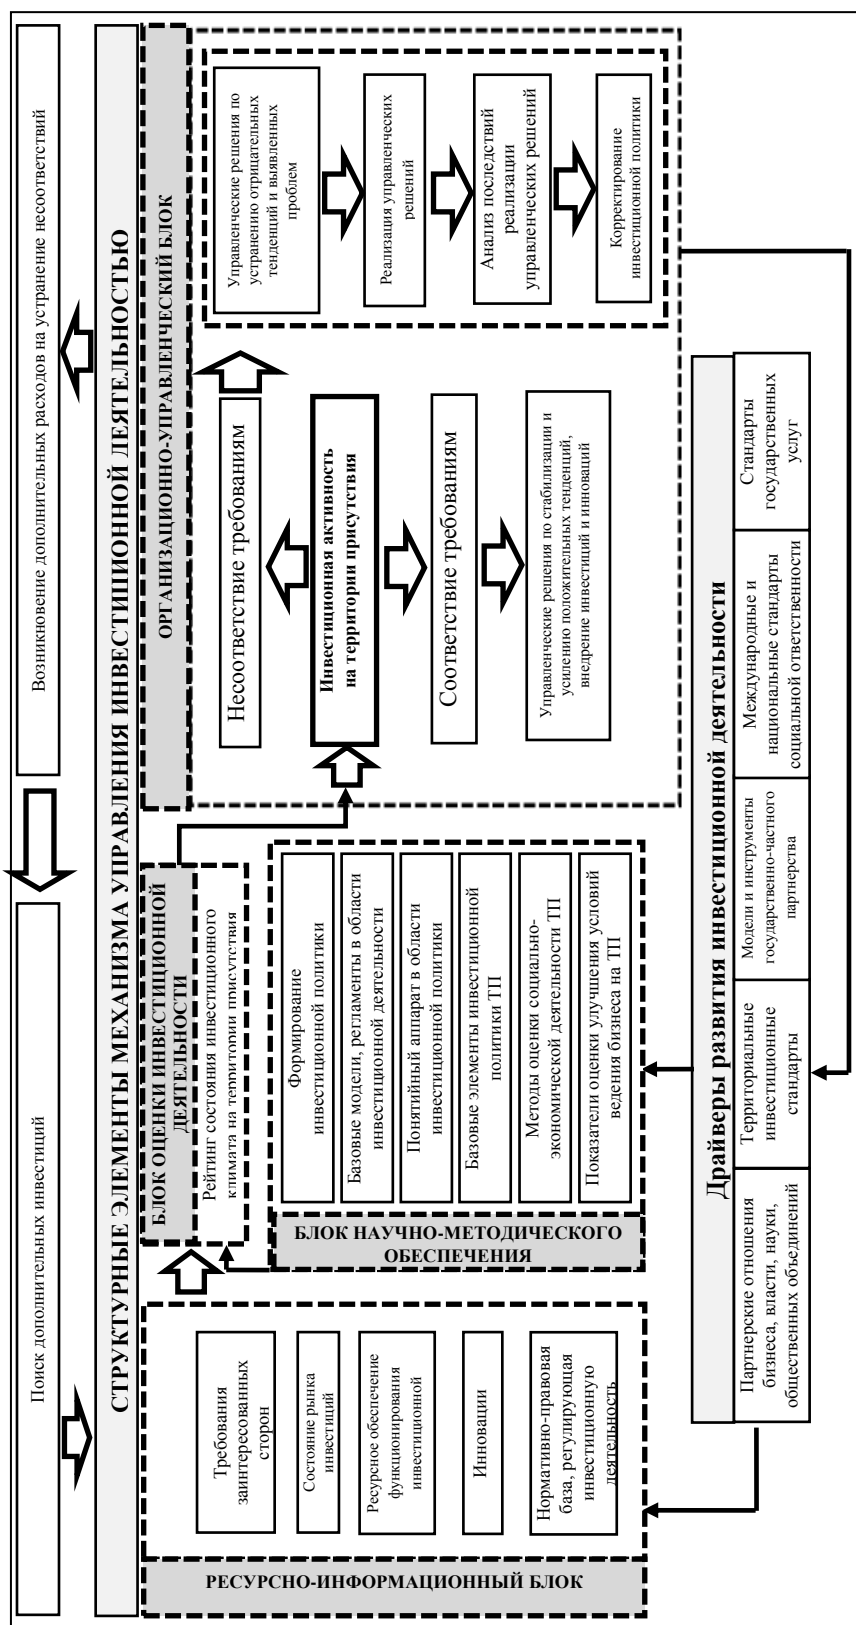 Поиск дополнительных инвестиций
Возникновение дополнительных расходов на устранение несоответствий
СТРУКТУРНЫЕ ЭЛЕМЕНТЫ МЕХАНИЗМА УПРАВЛЕНИЯ ИНВЕСТИЦИОННОЙ ДЕЯТЕЛЬНОСТЬЮ
РЕСУРСНО-ИНФОРМАЦИОННЫЙ БЛОК
Требования
заинтересованных
сторон
Состояние рынка
инвестиций
Ресурсное обеспечение
функционирования
инвестиционной
Инновации
Нормативно-правовая
база, регулирующая
инвестиционную
деятельность
БЛОК ОЦЕНКИ ИНВЕСТИЦИОННОЙ
ДЕЯТЕЛЬНОСТИ
Рейтинг состояния инвестиционного
климата на территории присутствия
БЛОК НАУЧНО-МЕТОДИЧЕСКОГО
ОБЕСПЕЧЕНИЯ
Формирование
инвестиционной политики
Базовые модели, регламенты в области
инвестиционной деятельности
Понятийный аппарат в области
инвестиционной политики
Базовые элементы инвестиционной
политики ТП
Методы оценки социально-
экономической деятельности ТП
Показатели оценки улучшения условий
ведения бизнеса на ТП
ОРГАНИЗАЦИОННО-УПРАВЛЕНЧЕСКИЙ БЛОК
Несоответствие требованиям
Инвестиционная активность
на территории присутствия
Соответствие требованиям
Управленческие решения по стабилизации и
усилению положительных тенденций,
внедрение инвестиций и инноваций
Управленческие решения по
устранению отрицательных
тенденций и выявленных
проблем
Реализация управленческих
решений
Анализ последствий
реализации
управленческих решений
Корректирование
инвестиционной политики
Драйверы развития инвестиционной деятельности
Партнерские отношения
бизнеса, власти, науки,
общественных объединений
Территориальные
инвестиционные
стандарты
Модели и инструменты
государственно-частного
партнерства
Международные и
национальные стандарты
социальной ответственности
Стандарты
государственных
услуг